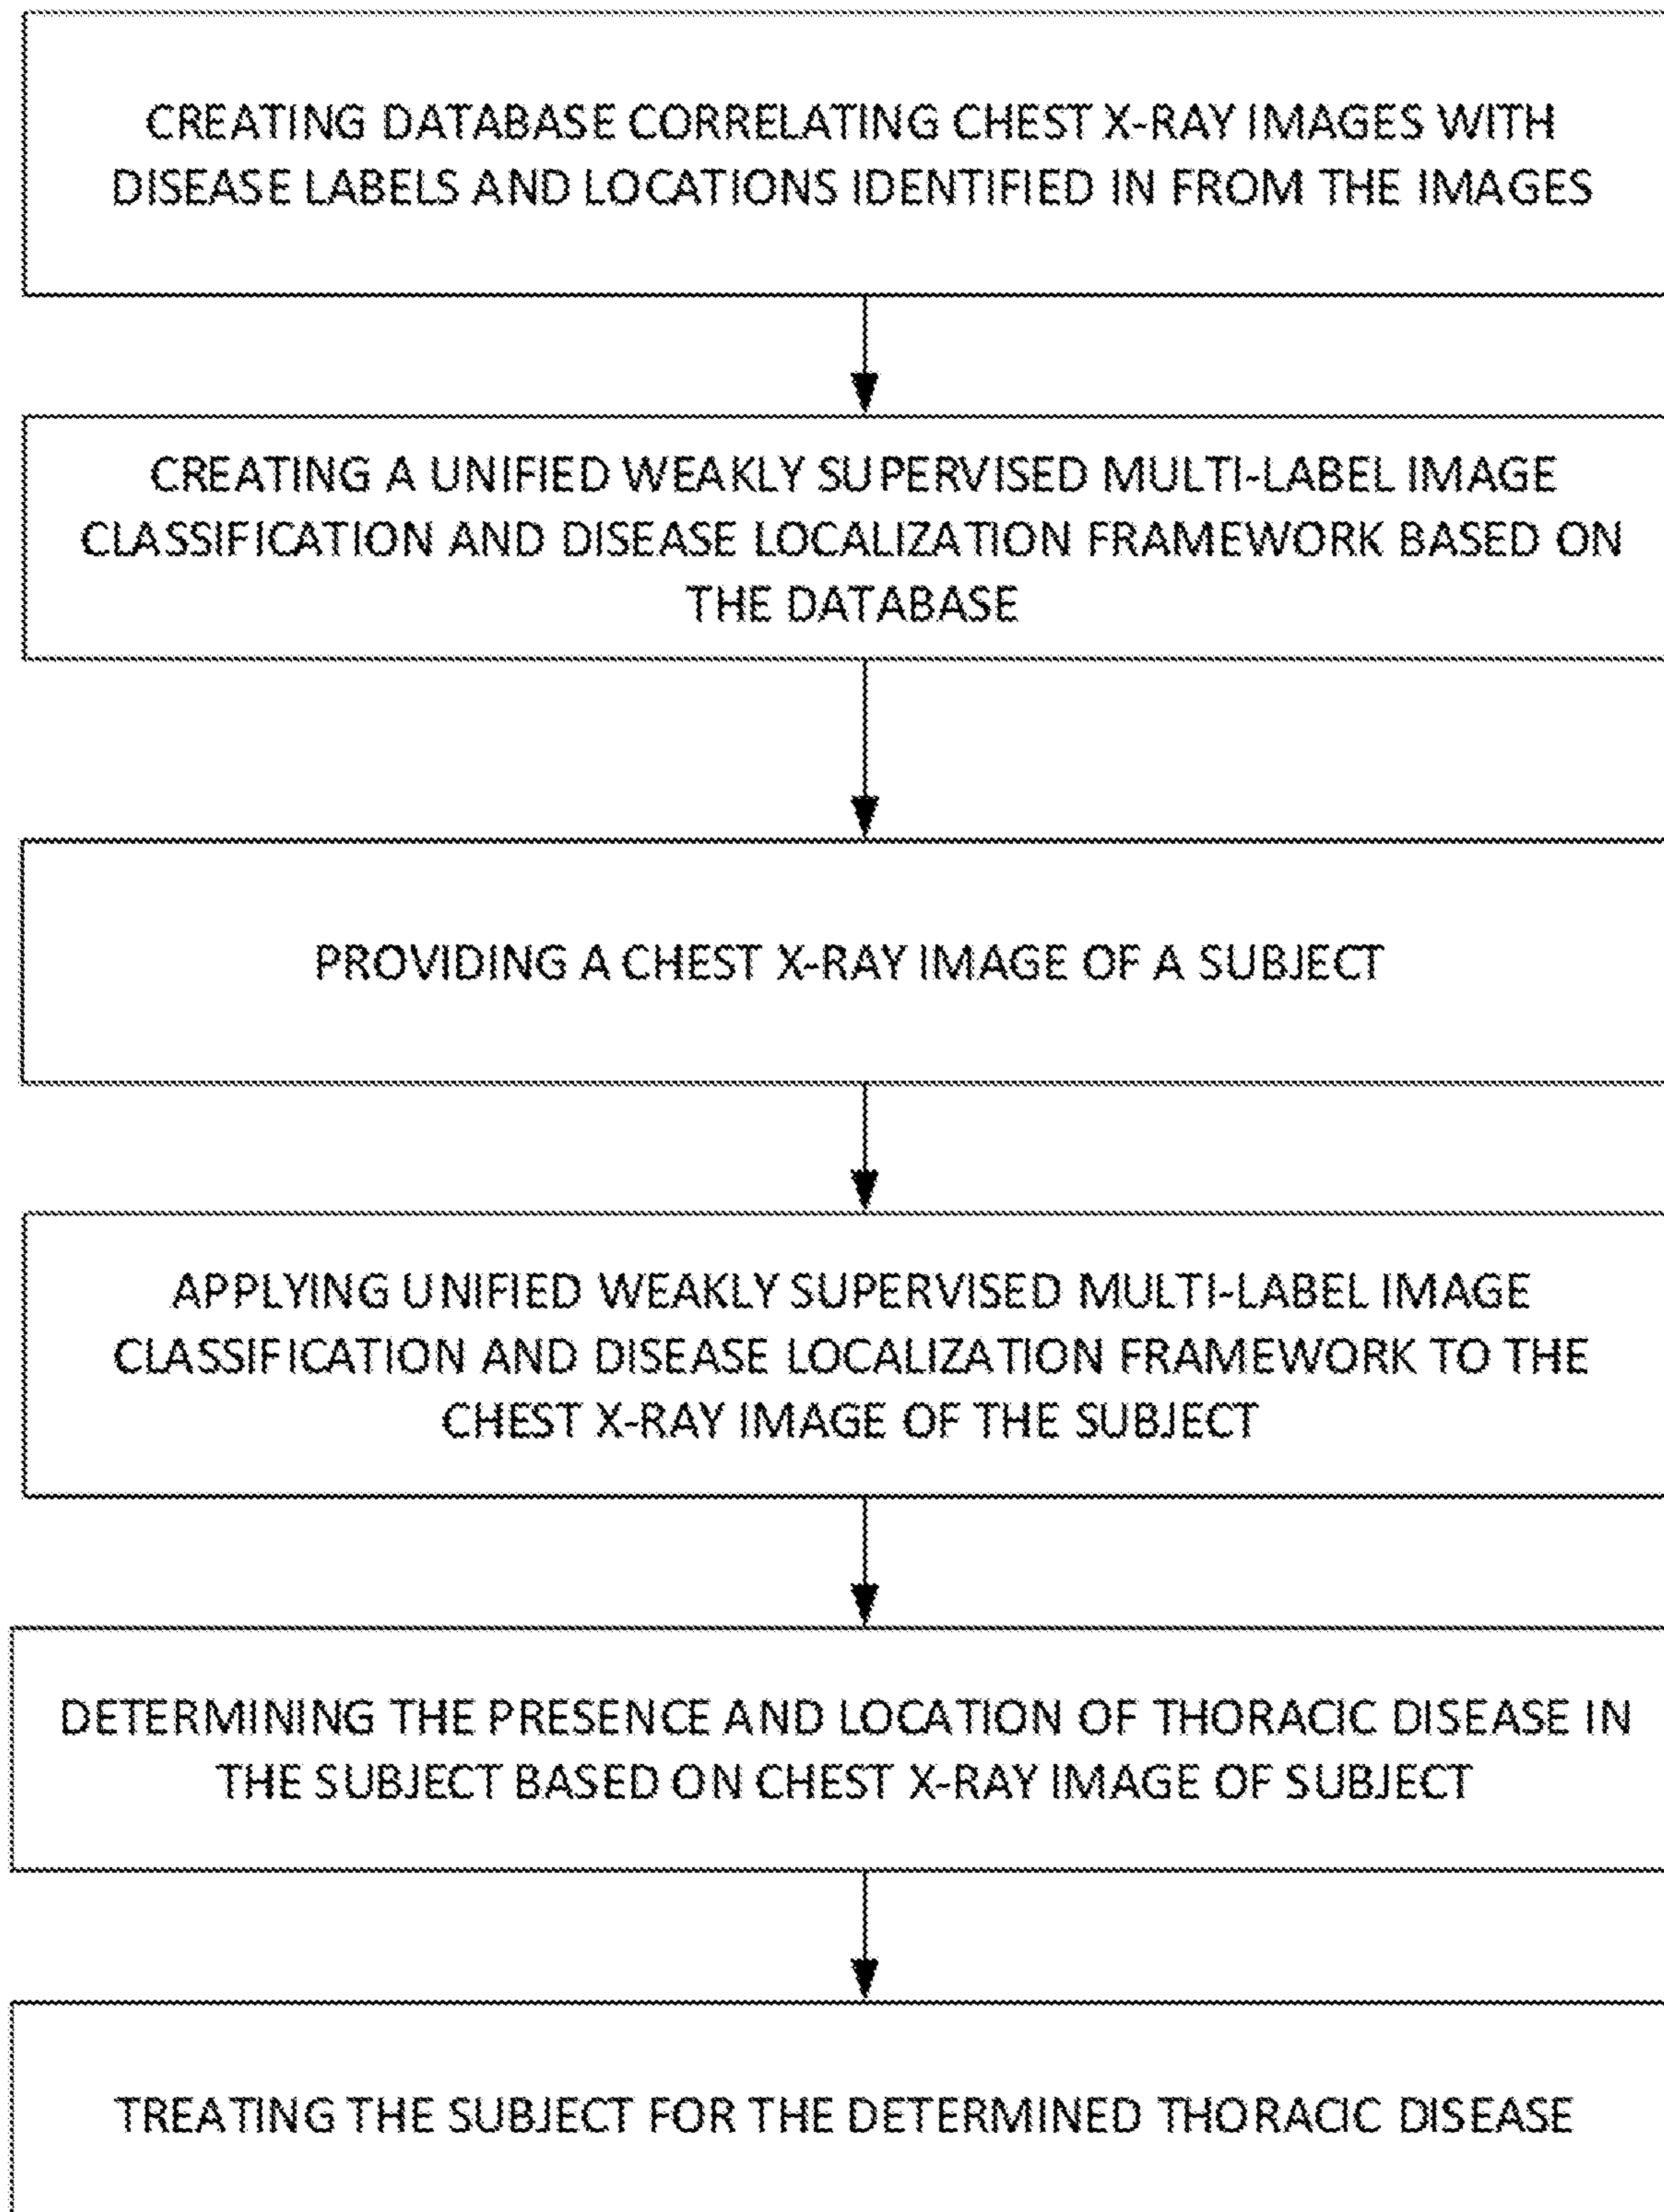 CREATING DATABASE CORRELATING CHEST X-RAY IMAGES WITH
DISEASE LABELS AND LOCATIONS IDENTIFIED IN FROM THE IMAGES
CREATING A UNIFIED WEAKLY SUPERVISED MULTI-LABEL IMAGE
CLASSIFICATION AND DISEASE LOCALIZATION FRAMEWORK BASED ON
THE DATABASE
PROVIDING A CHEST X-RAY IMAGE OF A SUBJECT
APPLYING UNIFIED WEAKLY SUPERVISED MULTI-LABEL IMAGE
CLASSIFICATION AND DISEASE LOCALIZATION FRAMEWORK TO THE
CHEST X-RAY IMAGE OF THE SUBJECT
DETERMINING THE PRESENCE AND LOCATION OF THORACIC DISEASE IN
THE SUBJECT BASED ON CHEST X-RAY IMAGE OF SUBJECT
TREATING THE SUBJECT FOR THE DETERMINED THORACIC DISEASE